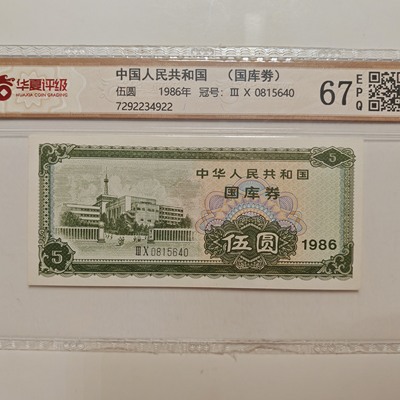 华夏评级
HUAXIA COIN GRADING
中国人民共和国 （国库券）
伍圆 1986年 冠号: Ⅲ X 0815640
7292234922
67
EPQ
5
中华人民共和国
国库券
Ⅲ X 0815640
伍圆
1986
5